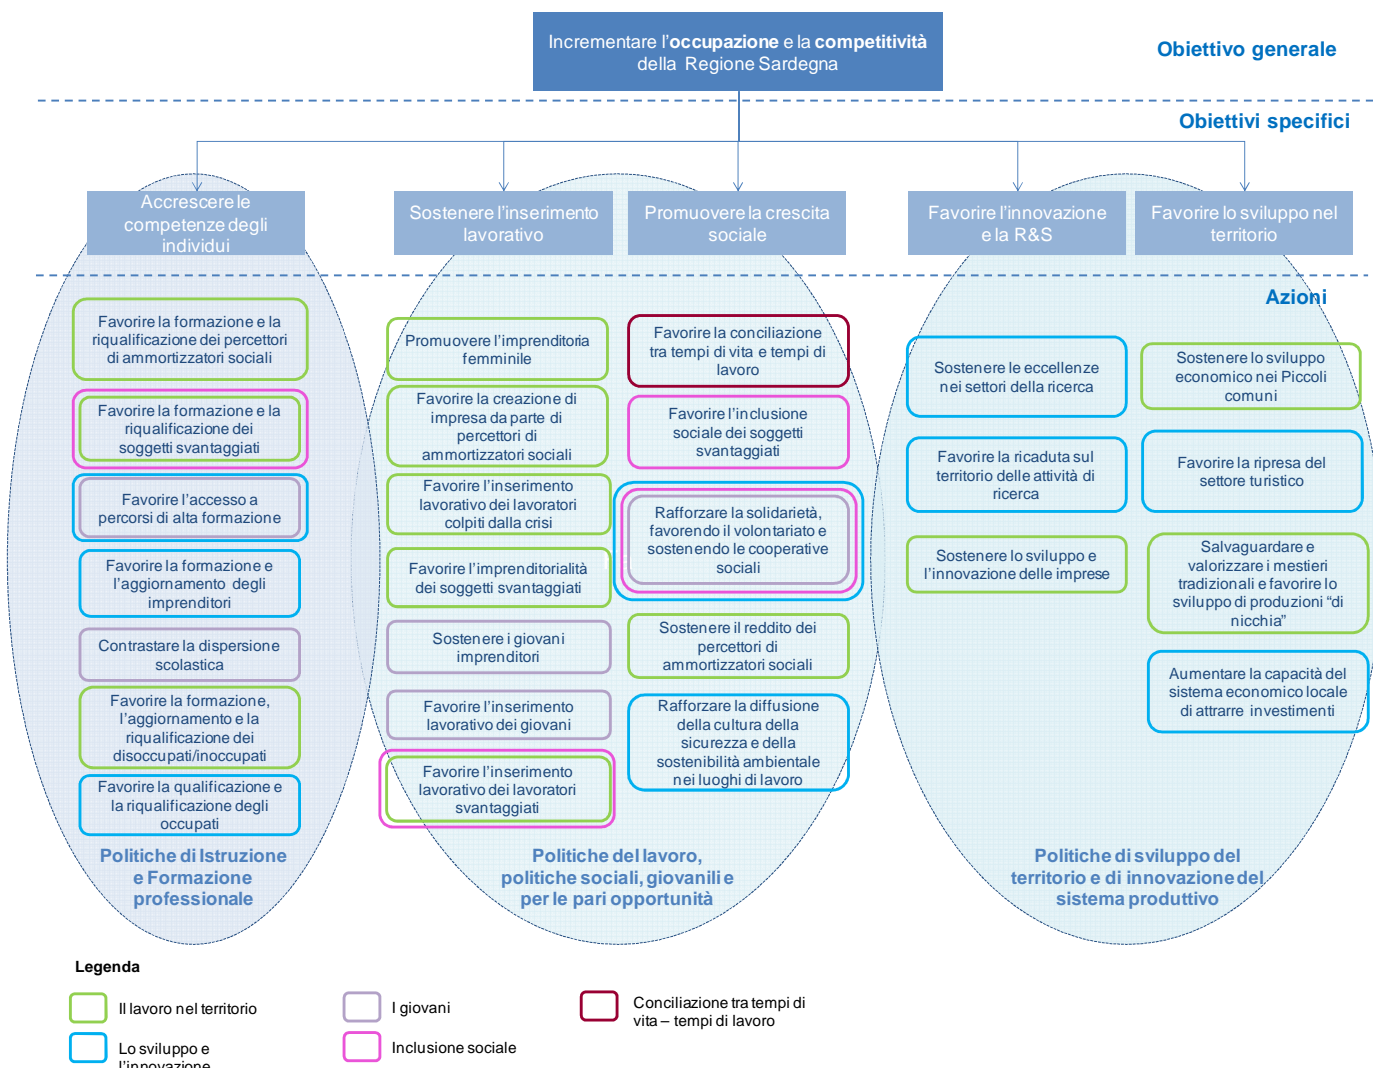 Incrementare l'occupazione e la competitività
della Regione Sardegna
Obiettivo generale
Obiettivi specifici
Accrescere le
competenze degli
individui
Sostenere l'inserimento
lavorativo
Promuovere la crescita
sociale
Favorire l'innovazione
e la R&S
Favorire lo sviluppo nel
territorio
Azioni
Favorire la formazione e la
riqualificazione dei percettori
di ammortizzatori sociali
Favorire la formazione e la
riqualificazione dei
soggetti svantaggiati
Favorire l'accesso a
percorsi di alta formazione
Favorire la formazione e
l'aggiornamento degli
imprenditori
Contrastare la dispersione
scolastica
Favorire la formazione,
l'aggiornamento e la
riqualificazione dei
disoccupati/inoccupati
Favorire la qualificazione e
la riqualificazione degli
occupati
Politiche di Istruzione
e Formazione
professionale
Promuovere l'imprenditoria
femminile
Favorire la creazione di
impresa da parte di
percettori di
ammortizzatori sociali
Favorire l'inserimento
lavorativo dei lavoratori
colpiti dalla crisi
Favorire l'imprenditorialità
dei soggetti svantaggiati
Sostenere i giovani
imprenditori
Favorire l'inserimento
lavorativo dei giovani
Favorire l'inserimento
lavorativo dei lavoratori
svantaggiati
Favorire la conciliazione
tra tempi di vita e tempi di
lavoro
Favorire l'inclusione
sociale dei soggetti
svantaggiati
Rafforzare la solidarietà,
favorendo il volontariato e
sostenendo le cooperative
sociali
Sostenere il reddito dei
percettori di
ammortizzatori sociali
Rafforzare la diffusione
della cultura della
sicurezza e della
sostenibilità ambientale
nei luoghi di lavoro
Politiche del lavoro,
politiche sociali, giovanili e
per le pari opportunità
Sostenere le eccellenze
nei settori della ricerca
Favorire la ricaduta sul
territorio delle attività di
ricerca
Sostenere lo sviluppo e
l'innovazione delle imprese
Sostenere lo sviluppo
economico nei Piccoli
comuni
Favorire la ripresa del
settore turistico
Salvaguardare e
valorizzare i mestieri
tradizionali e favorire lo
sviluppo di produzioni "di
nicchia"
Aumentare la capacità del
sistema economico locale
di attrarre investimenti
Politiche di sviluppo del
territorio e di innovazione del
sistema produttivo
Legenda
Il lavoro nel territorio
Lo sviluppo e
l'innovazione
I giovani
Inclusione sociale
Conciliazione tra tempi di
vita – tempi di lavoro